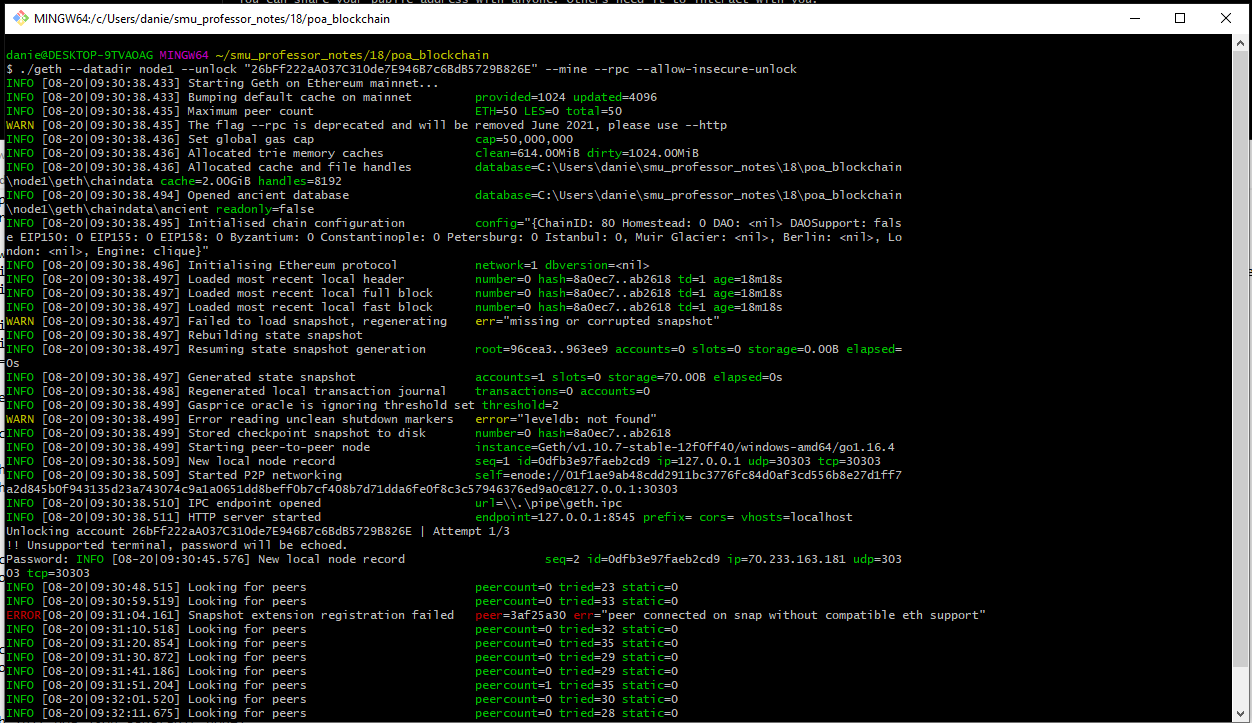 You can share your public address with anyone. Others need it to interact with you.
MINGW64:/c/Users/danie/smu_professor_notes/18/poa_blockchain
danie@DESKTOP-9TVAOAG MINGW64 ~/smu_professor_notes/18/poa_blockchain
$ ./geth --datadir node1 --unlock "26bFf222aA037C310de7E946B7c6BdB5729B826E" --mine --rpc --allow-insecure-unlock
INFO [08-20|09:30:38.433] Starting Geth on Ethereum mainnet...
INFO [08-20|09:30:38.433] Bumping default cache on mainnet provided=1024 updated=4096
INFO [08-20|09:30:38.435] Maximum peer count ETH=50 LES=0 total=50
WARN [08-20|09:30:38.435] The flag --rpc is deprecated and will be removed June 2021, please use --http
INFO [08-20|09:30:38.436] Set global gas cap cap=50,000,000
INFO [08-20|09:30:38.436] Allocated trie memory caches clean=614.00MiB dirty=1024.00MiB
INFO [08-20|09:30:38.436] Allocated cache and file handles database=C:\Users\danie\smu_professor_notes\18\poa_blockchain
\node1\geth\chaindata cache=2.00GiB handles=8192
INFO [08-20|09:30:38.494] Opened ancient database database=C:\Users\danie\smu_professor_notes\18\poa_blockchain
\node1\geth\chaindata\ancient readonly=false
INFO [08-20|09:30:38.495] Initialised chain configuration config="{ChainID: 80 Homestead: 0 DAO: <nil> DAOSupport: fals
e EIP150: 0 EIP155: 0 EIP158: 0 Byzantium: 0 Constantinople: 0 Petersburg: 0 Istanbul: 0, Muir Glacier: <nil>, Berlin: <nil>, Lo
ndon: <nil>, Engine: clique}"
INFO [08-20|09:30:38.496] Initialising Ethereum protocol network=1 dbversion=<nil>
INFO [08-20|09:30:38.497] Loaded most recent local header number=0 hash=8a0ec7..ab2618 td=1 age=18m18s
INFO [08-20|09:30:38.497] Loaded most recent local full block number=0 hash=8a0ec7..ab2618 td=1 age=18m18s
INFO [08-20|09:30:38.497] Loaded most recent local fast block number=0 hash=8a0ec7..ab2618 td=1 age=18m18s
WARN [08-20|09:30:38.497] Failed to load snapshot, regenerating err="missing or corrupted snapshot"
INFO [08-20|09:30:38.497] Rebuilding state snapshot
INFO [08-20|09:30:38.497] Resuming state snapshot generation root=96cea3..963ee9 accounts=0 slots=0 storage=0.00B elapsed=
0s
INFO [08-20|09:30:38.497] Generated state snapshot accounts=1 slots=0 storage=70.00B elapsed=0s
INFO [08-20|09:30:38.498] Regenerated local transaction journal transactions=0 accounts=0
INFO [08-20|09:30:38.499] Gasprice oracle is ignoring threshold set threshold=2
WARN [08-20|09:30:38.499] Error reading unclean shutdown markers error="leveldb: not found"
INFO [08-20|09:30:38.499] Stored checkpoint snapshot to disk number=0 hash=8a0ec7..ab2618
INFO [08-20|09:30:38.499] Starting peer-to-peer node instance=Geth/v1.10.7-stable-12f0ff40/windows-amd64/go1.16.4
INFO [08-20|09:30:38.509] New local node record seq=1 id=0dfb3e97faeb2cd9 ip=127.0.0.1 udp=30303 tcp=30303
INFO [08-20|09:30:38.509] Started P2P networking self=enode://01f1ae9ab48cdd2911bc3776fc84d0af3cd556b8e27d1ff7
a2d845b0f943135d23a743074c9a1a0651dd8beff0b7cf408b7d71dda6fe0f8c3c57946376ed9a0c@127.0.0.1:30303
INFO [08-20|09:30:38.510] IPC endpoint opened url=\\.\pipe\geth.ipc
INFO [08-20|09:30:38.511] HTTP server started endpoint=127.0.0.1:8545 prefix= cors= vhosts=localhost
Unlocking account 26bFf222aA037C310de7E946B7c6BdB5729B826E | Attempt 1/3
!! Unsupported terminal, password will be echoed.
Password: INFO [08-20|09:30:45.576] New local node record seq=2 id=0dfb3e97faeb2cd9 ip=70.233.163.181 udp=303
03 tcp=30303
INFO [08-20|09:30:48.515] Looking for peers peercount=0 tried=23 static=0
INFO [08-20|09:30:59.519] Looking for peers peercount=0 tried=33 static=0
ERROR[08-20|09:31:04.161] Snapshot extension registration failed peer=3af25a30 err="peer connected on snap without compatible eth support"
INFO [08-20|09:31:10.518] Looking for peers peercount=0 tried=32 static=0
INFO [08-20|09:31:20.854] Looking for peers peercount=0 tried=35 static=0
INFO [08-20|09:31:30.872] Looking for peers peercount=0 tried=29 static=0
INFO [08-20|09:31:41.186] Looking for peers peercount=0 tried=29 static=0
INFO [08-20|09:31:51.204] Looking for peers peercount=1 tried=35 static=0
INFO [08-20|09:32:01.520] Looking for peers peercount=0 tried=30 static=0
INFO [08-20|09:32:11.675] Looking for peers peercount=0 tried=28 static=0